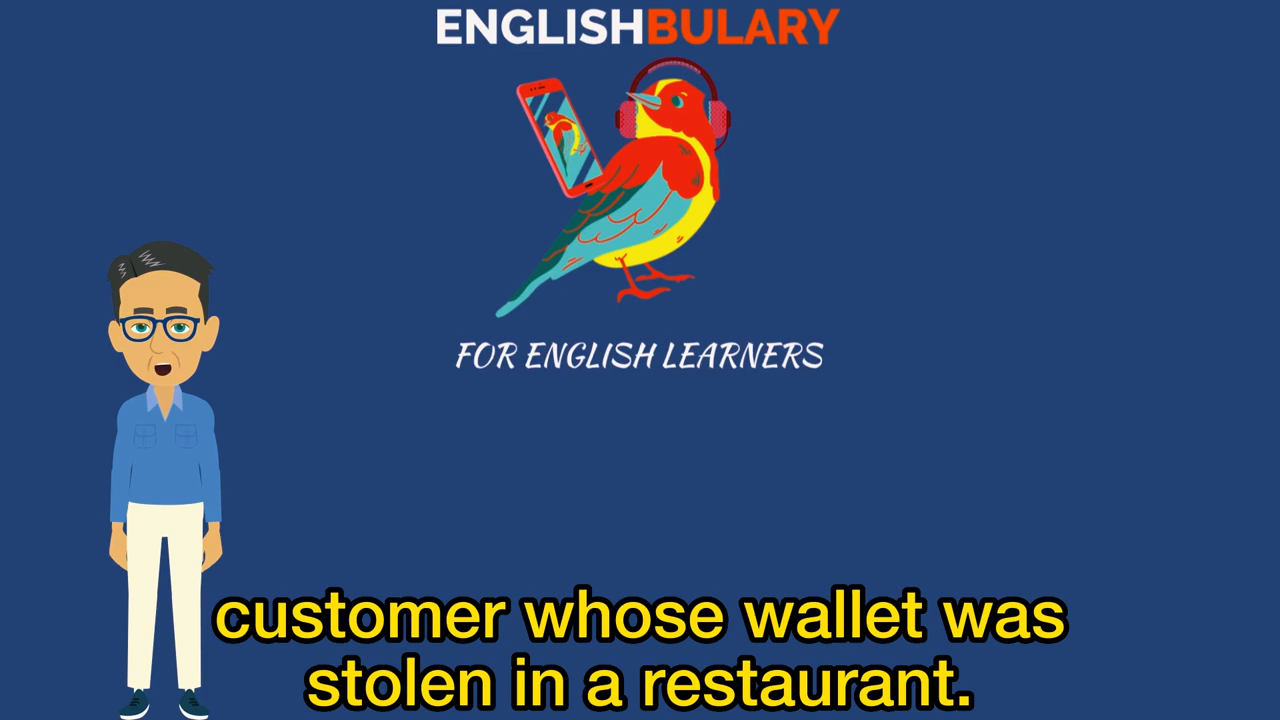 ENGLISHBULARY
FOR ENGLISH LEARNERS
customer whose wallet was
stolen in a restaurant.